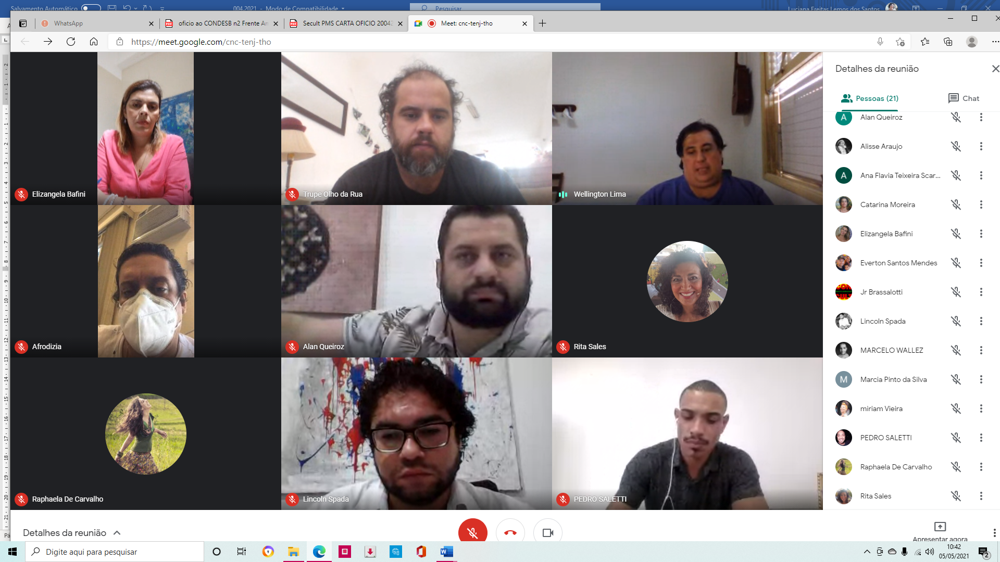 Salvamento Automático
004.2021 - Modo de Compatibilidade
Pesquisar
Luciana Freitas Lemos dos Santos
WhatsApp
oficio ao CONDESB n2 Frente An
Secult PMS CARTA OFICIO 20042
Meet: cnc-tenj-tho
https://meet.google.com/cnc-tenj-tho
Elizangela Bafini
Trupe Olho da Rua
Wellington Lima
Afrodizia
Alan Queiroz
Rita Sales
Raphaela De Carvalho
Lincoln Spada
PEDRO SALETTI
Detalhes da reunião
Pessoas (21)
Chat
A Alan Queiroz
Alisse Araujo
A Ana Flavia Teixeira Scar...
Catarina Moreira
Elizangela Bafini
Everton Santos Mendes
Jr Brassalotti
Lincoln Spada
MARCELO WALLEZ
M Marcia Pinto da Silva
miriam Vieira
PEDRO SALETTI
Raphaela De Carvalho
Rita Sales
Detalhes da reunião
Apresentar agora
Digite aqui para pesquisar
10:42
05/05/2021
2